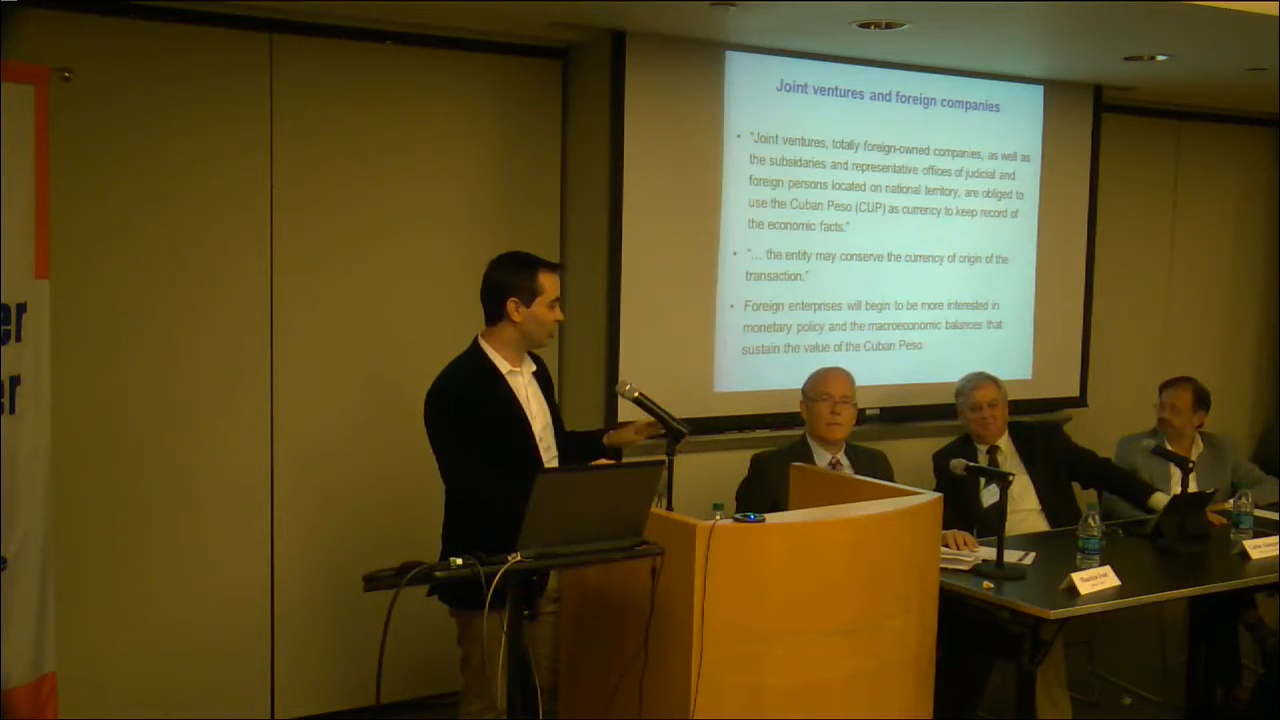 Joint ventures and foreign companies
• "Joint ventures, totally foreign-owned companies, as well as
the subsidiaries and representative offices of judicial and
foreign persons located on national territory, are obliged to
use the Cuban Peso (CUP) as currency to keep record of
the economic facts."
• "... the entity may conserve the currency of origin of the
transaction."
• Foreign enterprises will begin to be more interested in
monetary policy and the macroeconomic balances that
sustain the value of the Cuban Peso
er
r
Mauricio Font